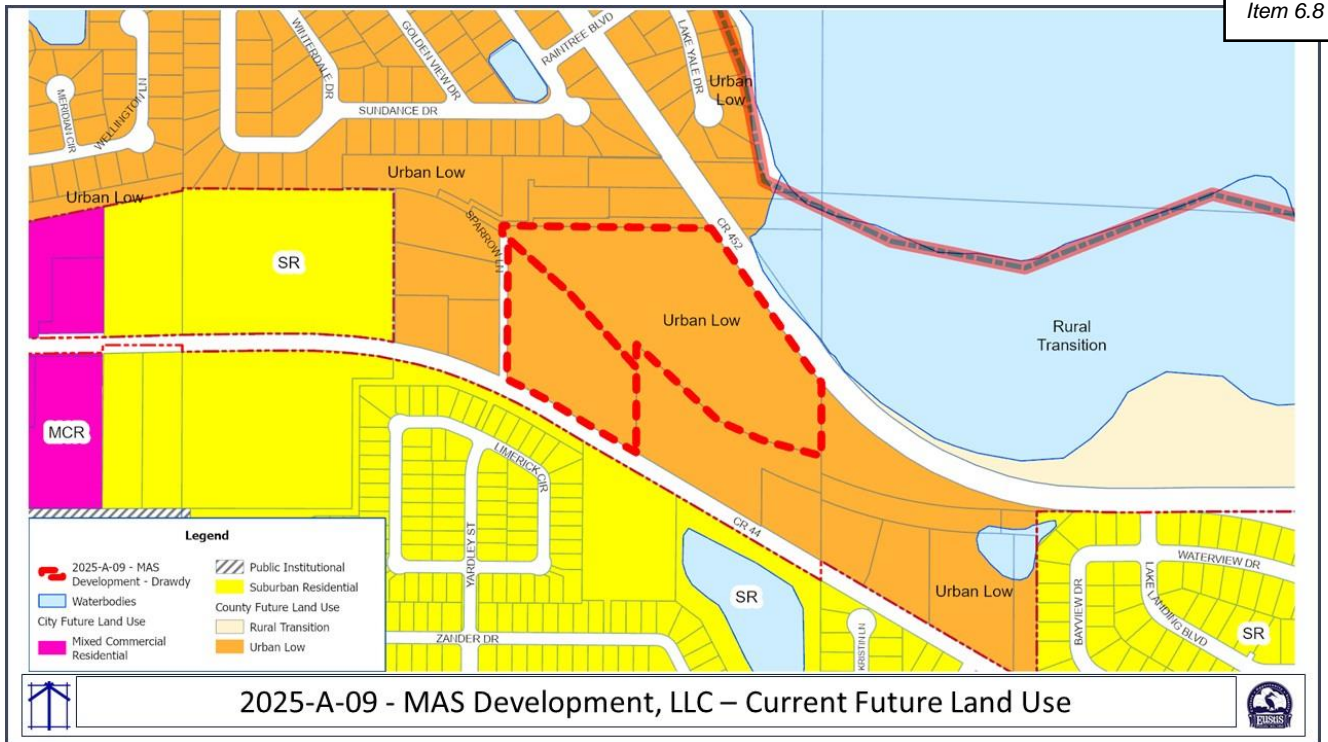 Item 6.8
WINTERDALE DR
GOLDEN VIEW DR
RAINTREE BLVD
LAKE YALE DR
Urban
Low
MERIDIAN CIR
WELLINGTON LN
SUNDANCE DR
Urban Low
Urban Low
SPARROW LN
CR 452
SR
Urban Low
Rural
Transition
MCR
LIMERICK CIR
YARDLEY ST
CR 44
SR
Urban Low
KRISTIN LN
ZANDER DR
BAYVIEW DR
WATERVIEW DR
LAKE LANDING BLVD
SR
Legend
2025-A-09 - MAS
Development - Drawdy
Waterbodies
City Future Land Use
Mixed Commercial
Residential
Public Institutional
Suburban Residential
County Future Land Use
Rural Transition
Urban Low
2025-A-09 - MAS Development, LLC – Current Future Land Use
EUSTIS